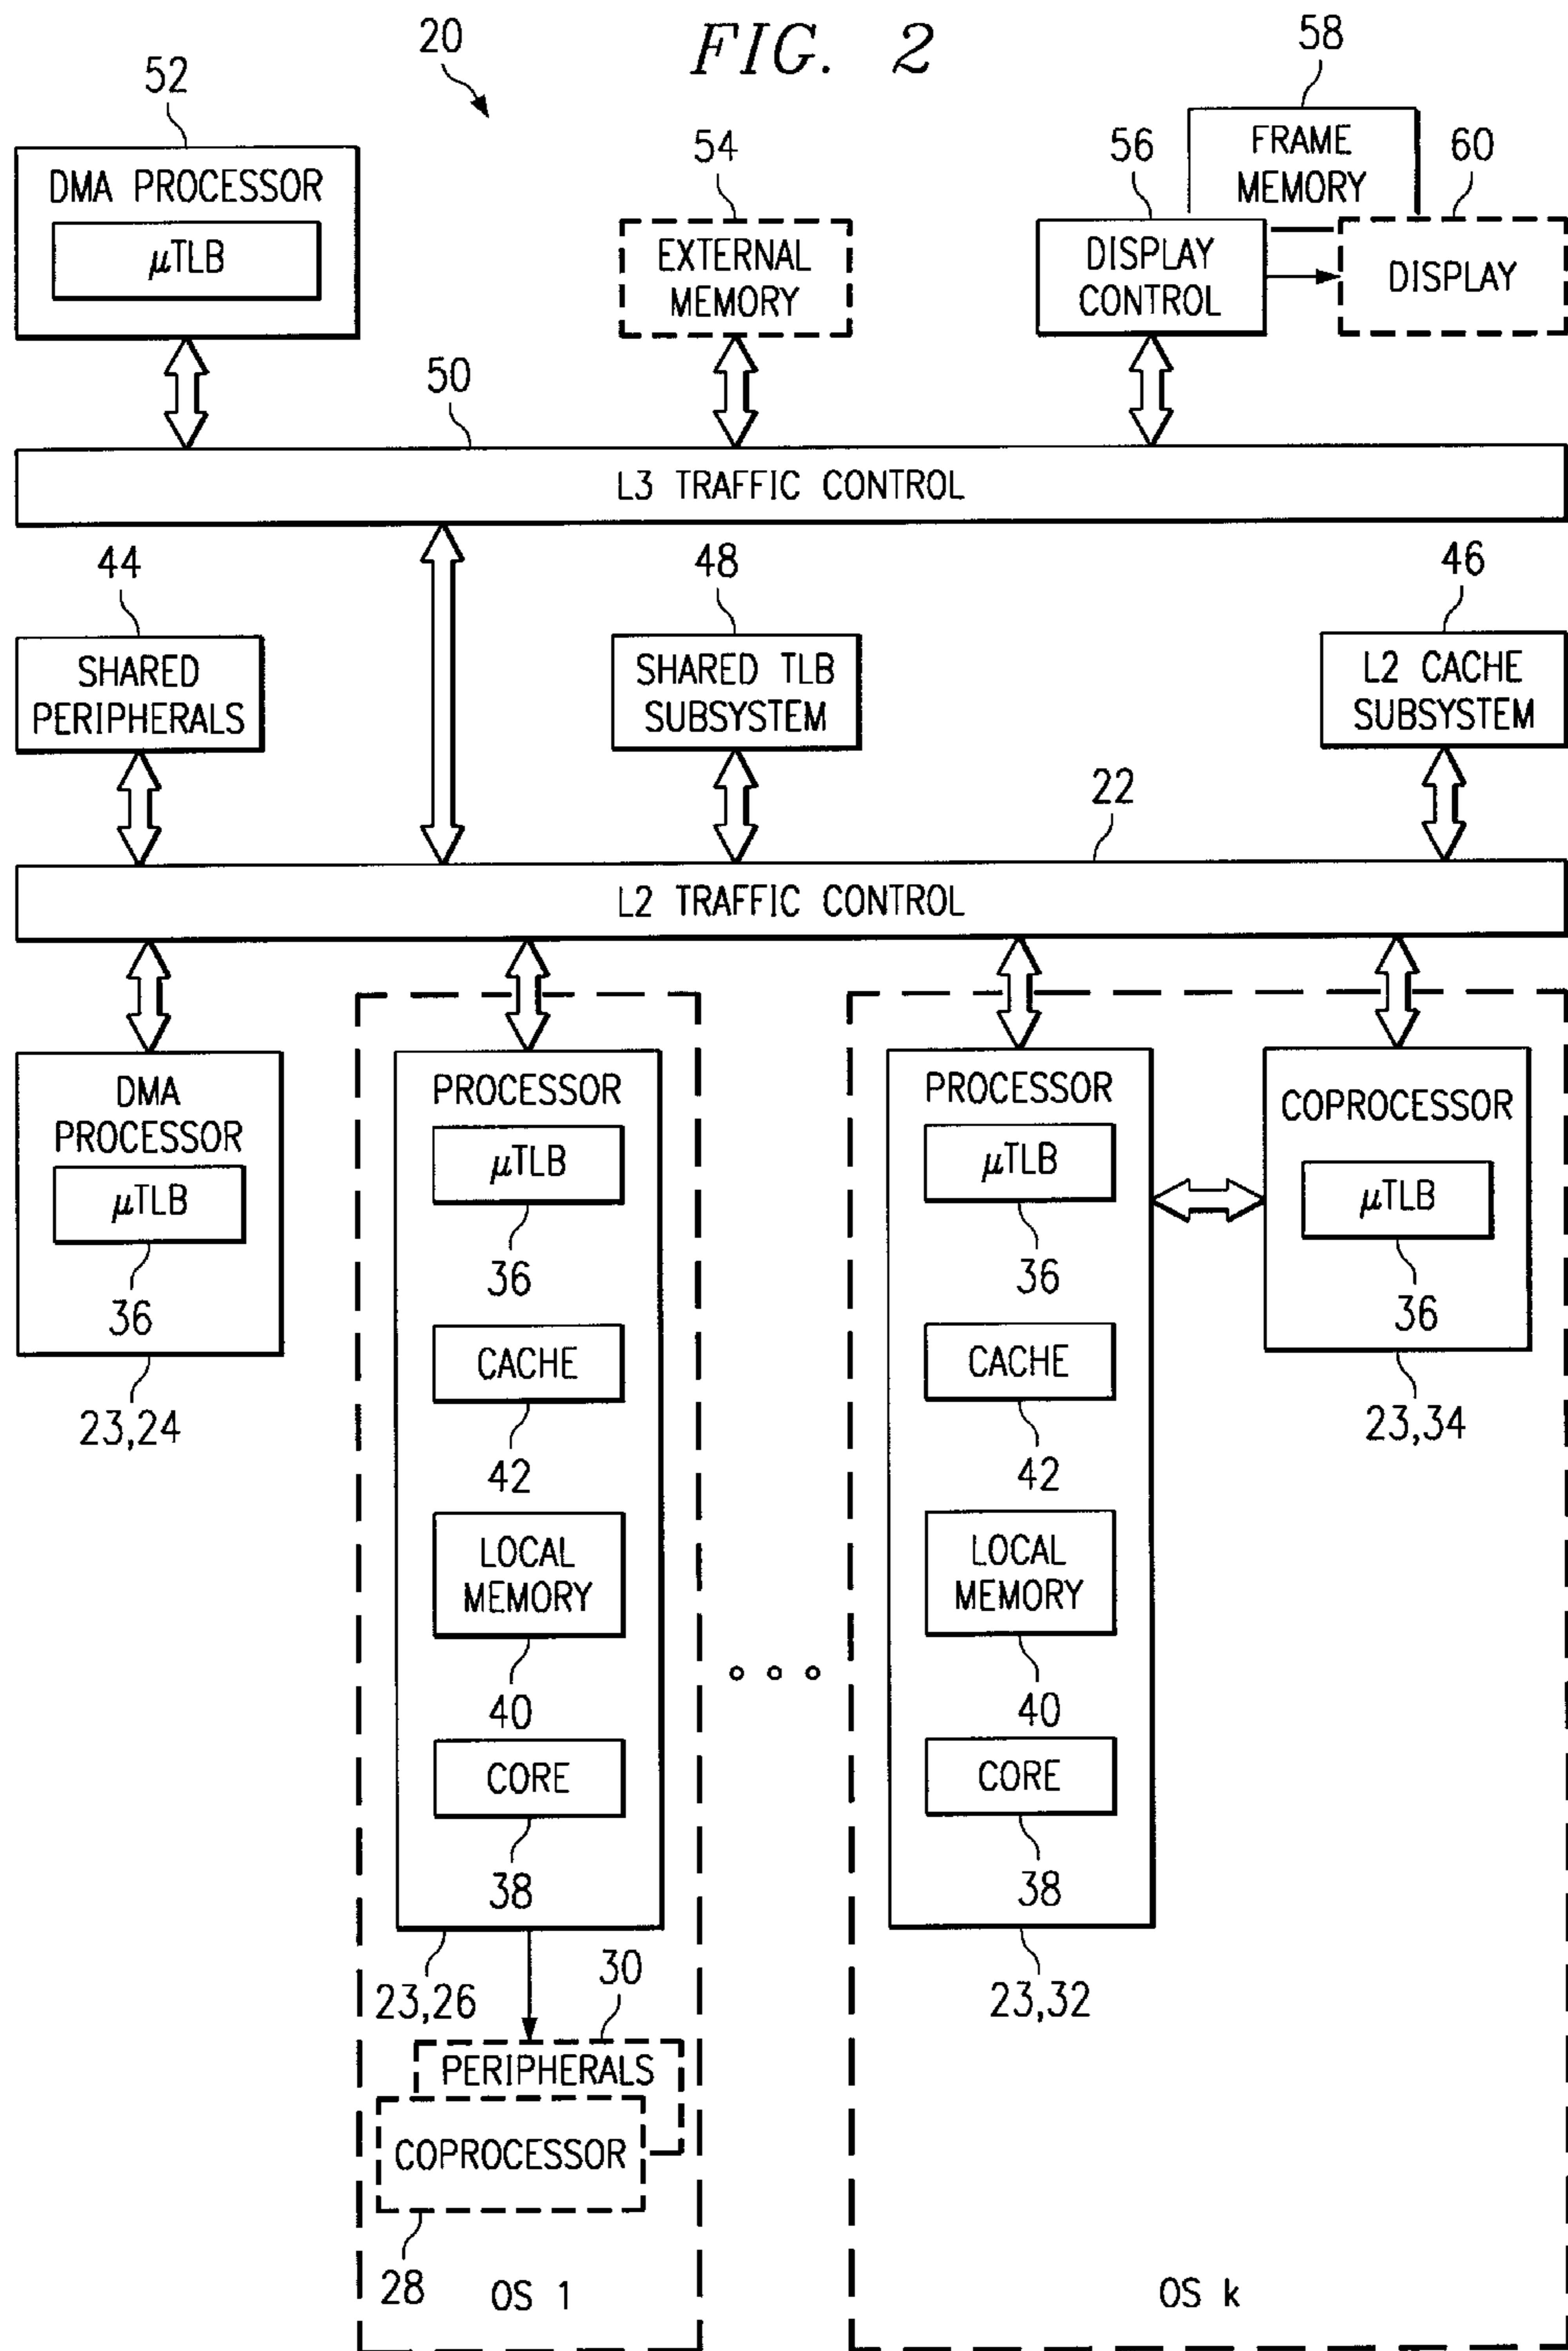 FIG. 2
20
52
58
54
56
60
DMA PROCESSOR
μTLB
EXTERNAL
MEMORY
FRAME
MEMORY
DISPLAY
CONTROL
DISPLAY
50
L3 TRAFFIC CONTROL
44
48
46
SHARED
PERIPHERALS
SHARED TLB
SUBSYSTEM
L2 CACHE
SUBSYSTEM
22
L2 TRAFFIC CONTROL
DMA
PROCESSOR
μTLB
36
23,24
PROCESSOR
μTLB
36
CACHE
42
LOCAL
MEMORY
40
CORE
38
23,26
30
PERIPHERALS
COPROCESSOR
28
OS 1
PROCESSOR
μTLB
36
CACHE
42
LOCAL
MEMORY
40
CORE
38
23,32
COPROCESSOR
μTLB
36
23,34
OS k